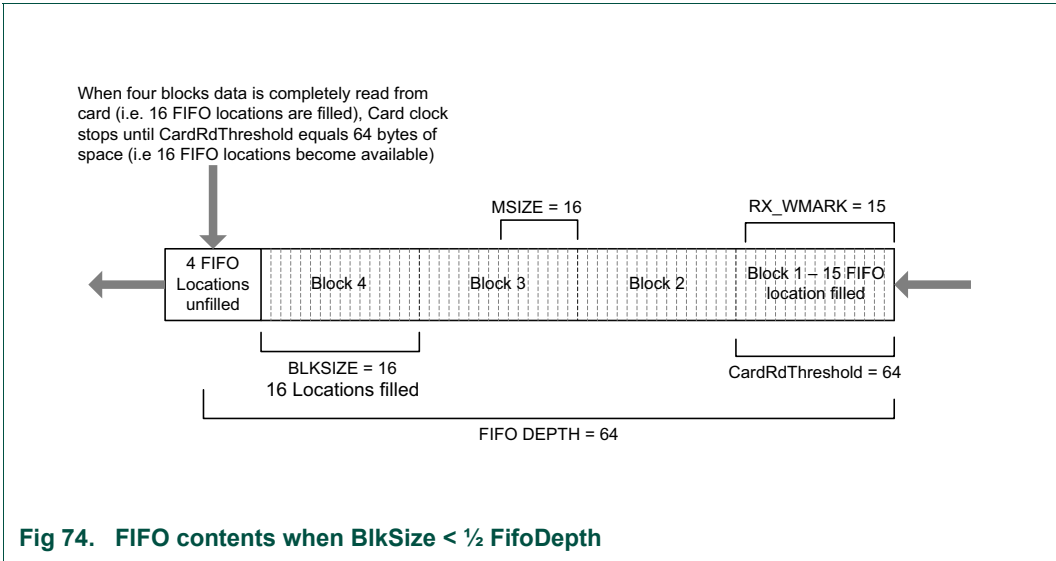 When four blocks data is completely read from
card (i.e. 16 FIFO locations are filled), Card clock
stops until CardRdThreshold equals 64 bytes of
space (i.e 16 FIFO locations become available)
MSIZE = 16
RX_WMARK = 15
4 FIFO
Locations
unfilled
Block 4
Block 3
Block 2
Block 1 – 15 FIFO
location filled
BLKSIZE = 16
16 Locations filled
CardRdThreshold = 64
FIFO DEPTH = 64
Fig 74. FIFO contents when BlkSize < ½ FifoDepth